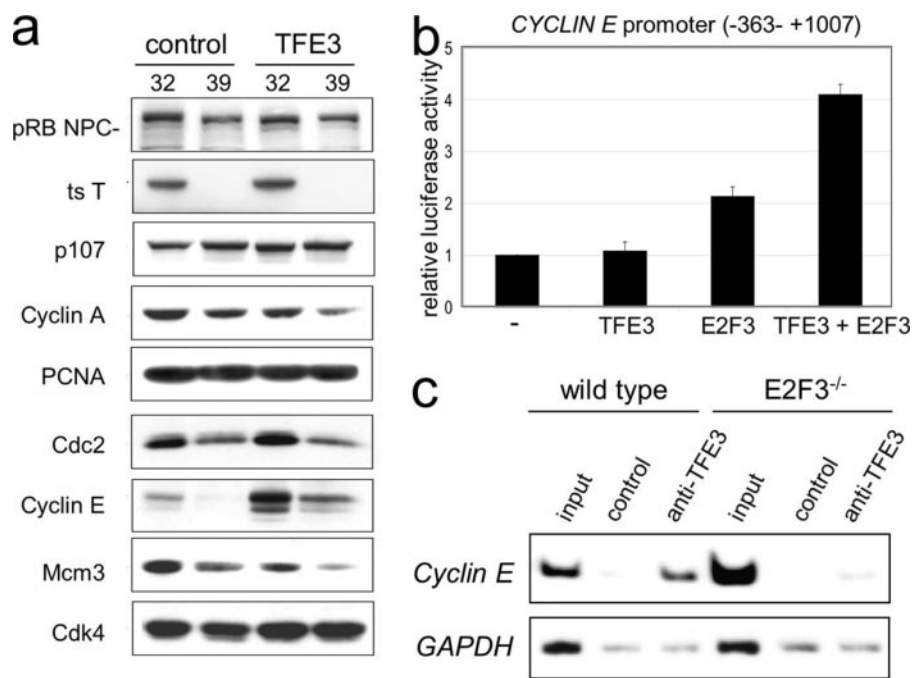 a
control TFE3
32 39 32 39
pRB NPC-
ts T
p107
Cyclin A
PCNA
Cdc2
Cyclin E
Mcm3
Cdk4
b
CYCLIN E promoter (-363- +1007)
relative luciferase activity
5
4
3
2
1
0
- TFE3 E2F3 TFE3 + E2F3
c
wild type E2F3-/-
input control anti-TFE3 input control anti-TFE3
Cyclin E
GAPDH